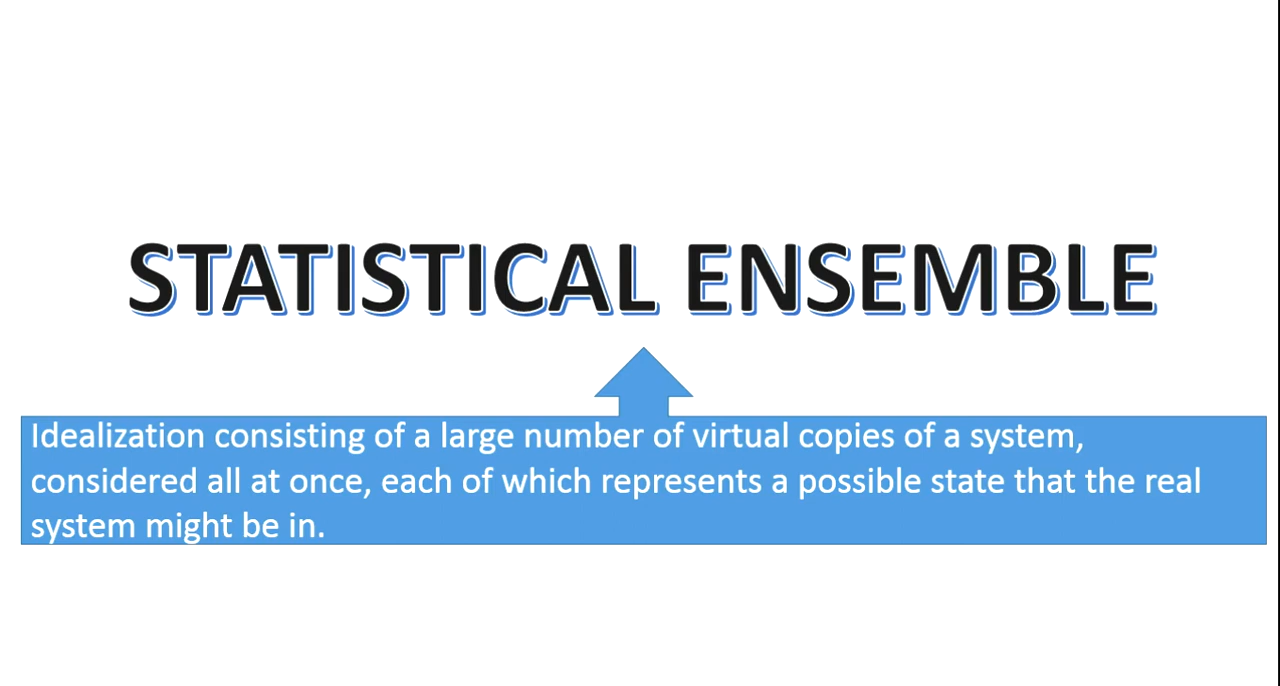 STATISTICAL ENSEMBLE
Idealization consisting of a large number of virtual copies of a system,
considered all at once, each of which represents a possible state that the real
system might be in.